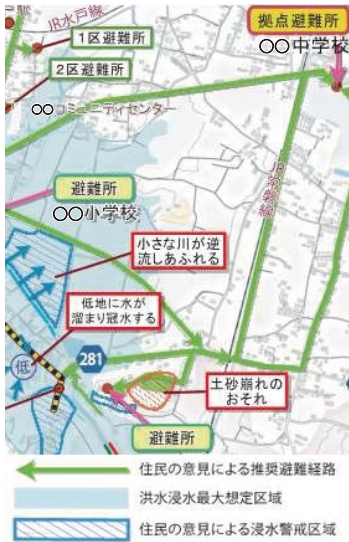 JR水戸線
拠点避難所
○○中学校
1区避難所
2区避難所
○○コミュニティセンター
JR常磐線
避難所
○○小学校
小さな川が逆
流しあふれる
低地に水が
溜まり冠水する
低
281
土砂崩れの
おそれ
避難所
住民の意見による推奨避難経路
洪水浸水最大想定区域
住民の意見による浸水警戒区域